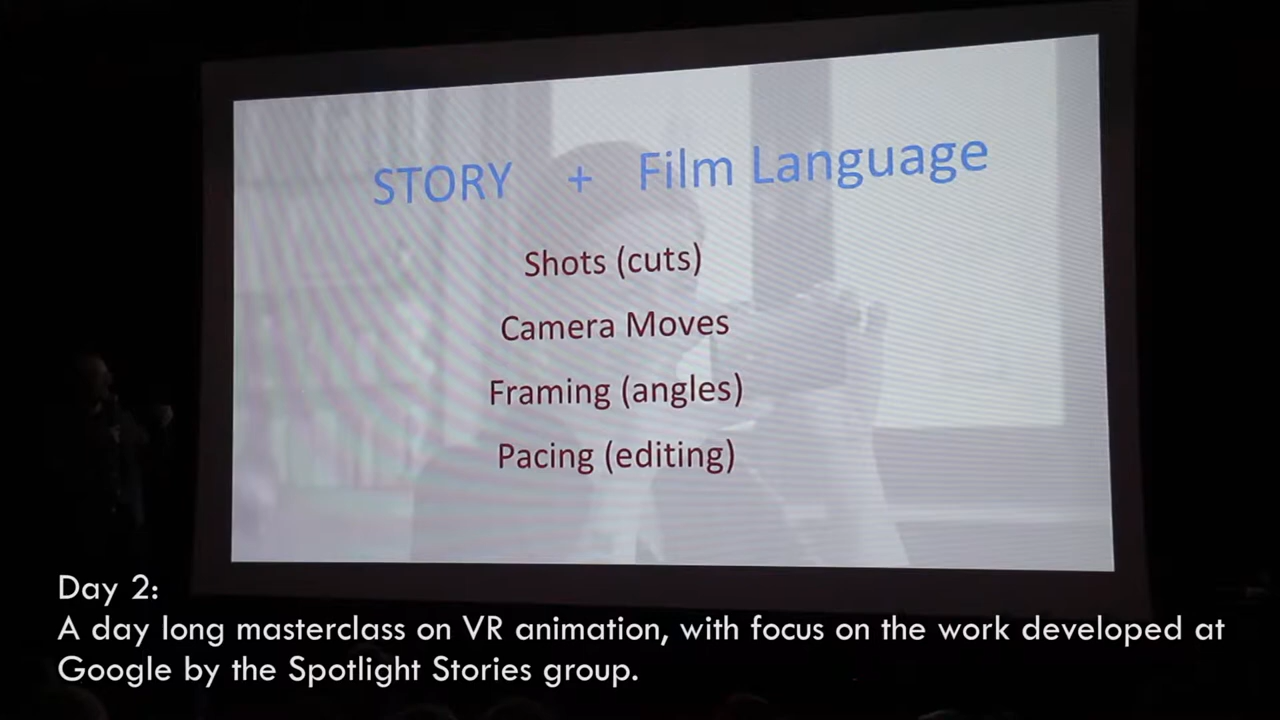 STORY + Film Language
Shots (cuts)
Camera Moves
Framing (angles)
Pacing (editing)
Day 2:
A day long masterclass on VR animation, with focus on the work developed at
Google by the Spotlight Stories group.